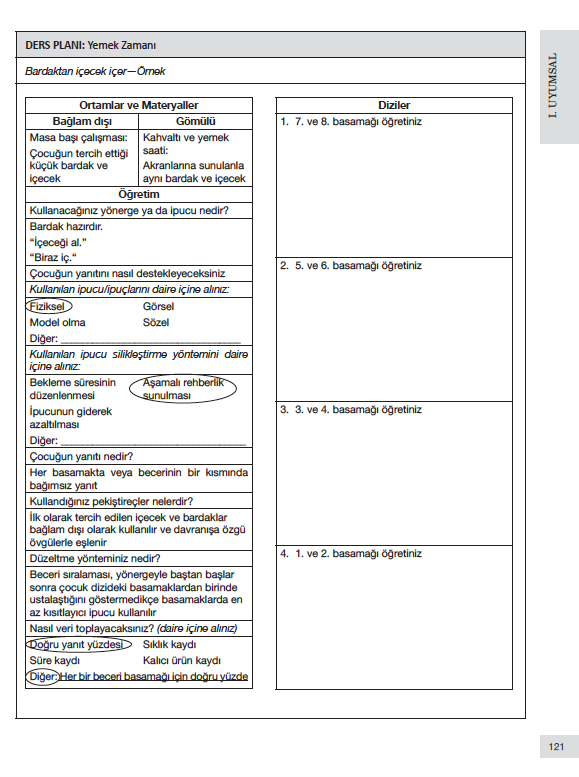 DERS PLANI: Yemek Zamanı
Bardaktan içecek içer—Örnek
I. UYUMSAL
Ortamlar ve Materyaller
Bağlam dışı
Gömülü
Masa başı çalışması:
Çocuğun tercih ettiği
küçük bardak ve
içecek
Kahvaltı ve yemek
saati:
Akranlarına sunulanla
aynı bardak ve içecek
Öğretim
Kullanacağınız yönerge ya da ipucu nedir?
Bardak hazırdır.
“İçeceği al.”
“Biraz iç.“
Çocuğun yanıtını nasıl destekleyeceksiniz
Kullanılan ipucu/ipuçlarını daire içine alınız:
Fiziksel
Görsel
Model olma
Sözel
Diğer:
Kullanılan ipucu silikleştirme yöntemini daire
içine alınız:
Bekleme süresinin
düzenlenmesi
Aşamalı rehberlik
sunulması
İpucunun giderek
azaltılması
Diğer:
Çocuğun yanıtı nedir?
Her basamakta veya becerinin bir kısmında
bağımsız yanıt
Kullandığınız pekiştireçler nelerdir?
İlk olarak tercih edilen içecek ve bardaklar
bağlam dışı olarak kullanılır ve davranışa özgü
övgülerle eşlenir
Düzeltme yönteminiz nedir?
Beceri sıralaması, yönergeyle baştan başlar
sonra çocuk dizideki basamaklardan birinde
ustalaştığını göstermedikçe basamaklarda en
az kısıtlayıcı ipucu kullanılır
Nasıl veri toplayacaksınız? (daire içine alınız)
Doğru yanıt yüzdesi
Sıklık kaydı
Süre kaydı
Kalıcı ürün kaydı
Diğer: Her bir beceri basamağı için doğru yüzde
Diziler
1. 7. ve 8. basamağı öğretiniz
2. 5. ve 6. basamağı öğretiniz
3. 3. ve 4. basamağı öğretiniz
4. 1. ve 2. basamağı öğretiniz
121